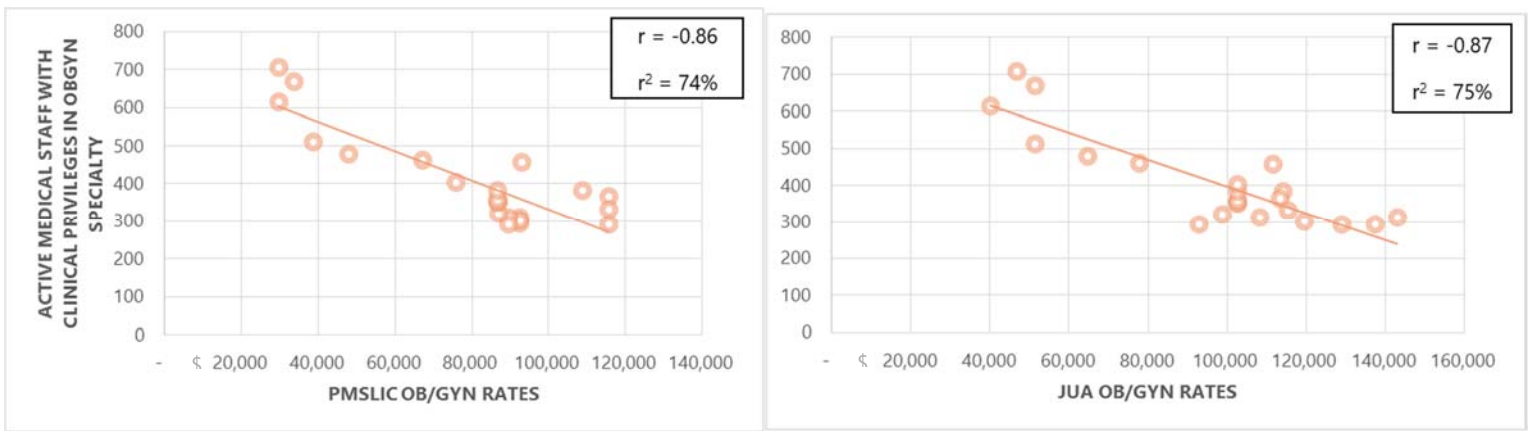 800
700
600
500
400
300
200
100
0
ACTIVE MEDICAL STAFF WITH
CLINICAL PRIVILEGES IN OBGYN
SPECIALTY
r = -0.86
r² = 74%
- 20,000 40,000 60,000 80,000 100,000 120,000 140,000
PMSLIC OB/GYN RATES
800
700
600
500
400
300
200
100
0
r = -0.87
r² = 75%
- 20,000 40,000 60,000 80,000 100,000 120,000 140,000 160,000
JUA OB/GYN RATES